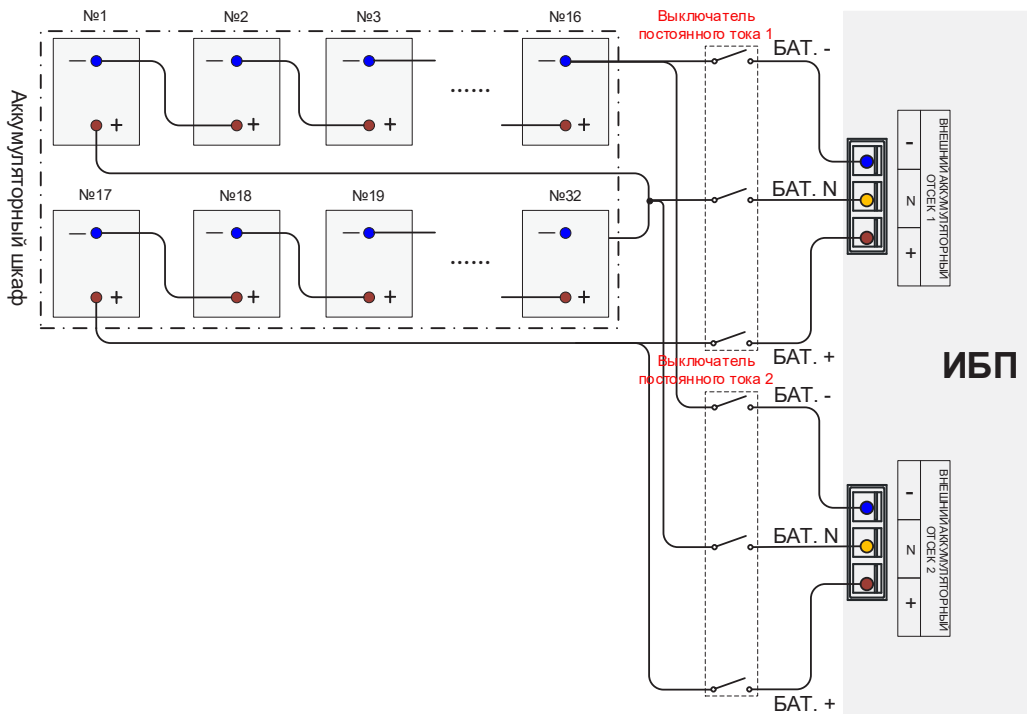 №1
№2
№3
№16
Выключатель
постоянного тока 1
БАТ. -
— — — —
......
+ + + +
Аккумуляторный шкаф
ВНЕШНИЙ АККУМУЛЯТОРНЫЙ
ОТСЕК 1
-
N
+
БАТ. N
№17
№18
№19
№32
— — — —
......
+ + + +
БАТ. +
ИБП
Выключатель
постоянного тока 2
БАТ. -
ВНЕШНИЙ АККУМУЛЯТОРНЫЙ
ОТСЕК 2
-
N
+
БАТ. N
БАТ. +